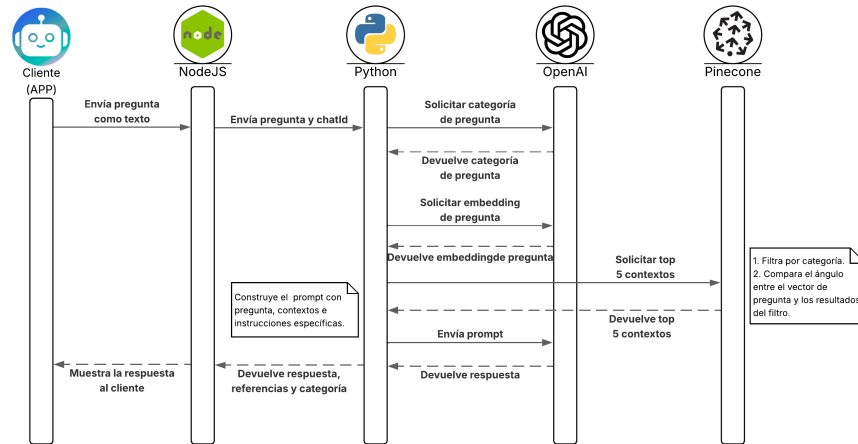 Cliente
(APP)
node
NodeJS
Python
OpenAI
Pinecone
Envía pregunta
como texto
Envía pregunta y chatId
Solicitar categoría
de pregunta
Devuelve categoría
de pregunta
Solicitar embedding
de pregunta
Devuelve embeddingde pregunta
Solicitar top
5 contextos
1. Filtra por categoría.
2. Compara el ángulo
entre el vector de
pregunta y los resultados
del filtro.
Construye el prompt con
pregunta, contextos e
instrucciones específicas.
Devuelve top
5 contextos
Envía prompt
Devuelve respuesta
Devuelve respuesta,
referencias y categoría
Muestra la respuesta
al cliente